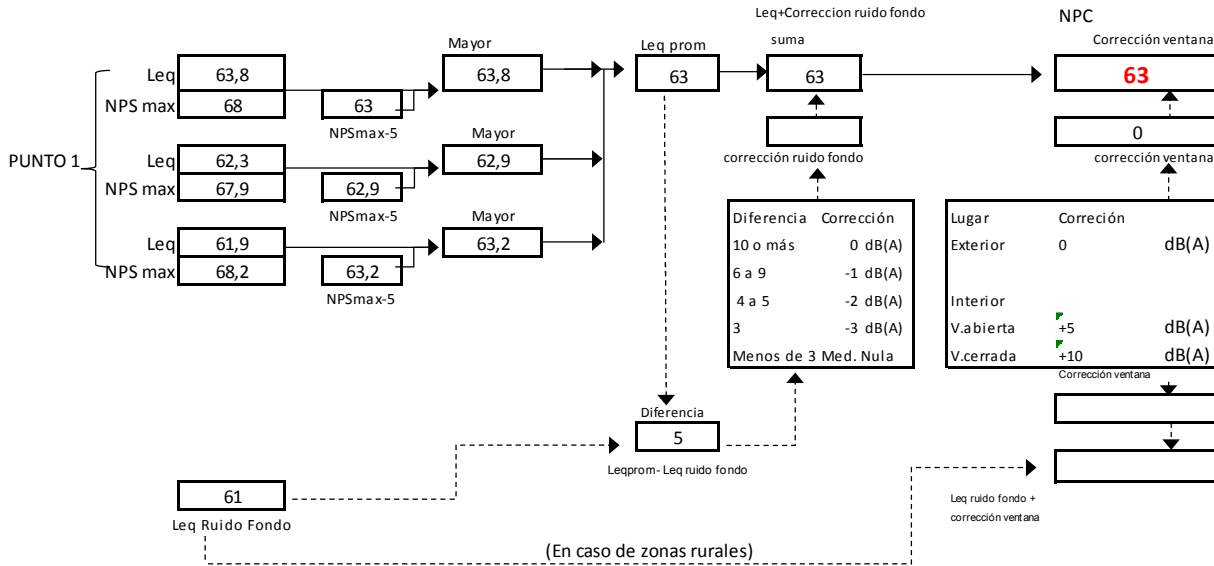 Leq+Correccion ruido fondo
NPC
Mayor
Leq prom
suma
Corrección ventana
Leq
63,8
63,8
63
63
63
NPS max
68
63
NPSmax-5
0
Mayor
corrección ruido fondo
corrección ventana
PUNTO 1
Leq
62,3
62,9
NPS max
67,9
62,9
NPSmax-5
Mayor
Leq
61,9
63,2
NPS max
68,2
63,2
NPSmax-5
Diferencia Corrección
10 o más 0 dB(A)
6 a 9 -1 dB(A)
4 a 5 -2 dB(A)
3 -3 dB(A)
Menos de 3 Med. Nula
Lugar Correción
Exterior 0 dB(A)
Interior
V.abierta +5 dB(A)
V.cerrada +10 dB(A)
Corrección ventana
Diferencia
5
Leqprom- Leq ruido fondo
61
Leq Ruido Fondo
Leq ruido fondo +
corrección ventana
(En caso de zonas rurales)